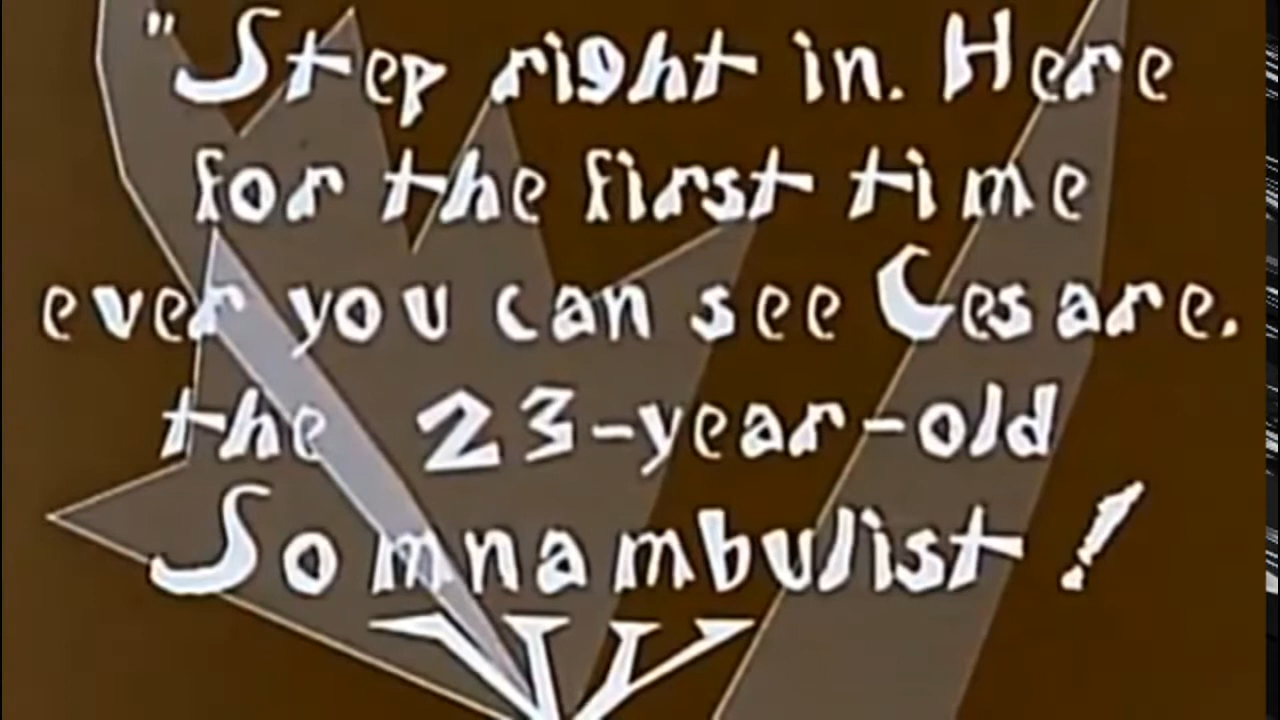 "Step right in. Here
for the first time
ever you can see Cesare.
the 23-year-old
Somnambulist!